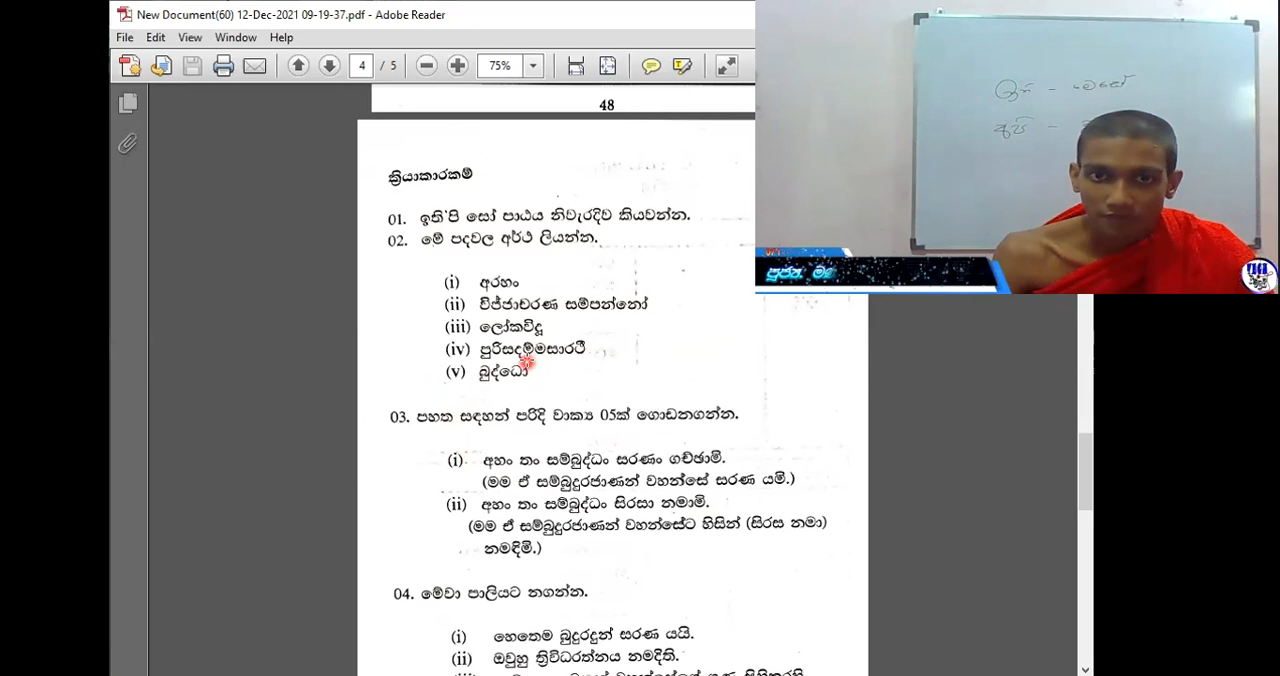 New Document(60) 12-Dec-2021 09-19-37.pdf - Adobe Reader
File Edit View Window Help
4 / 5 75%
48
ක්‍රියාකාරකම්
01. ඉති'පි සෝ පාඨය නිවැරදිව කියවන්න.
02. මේ පදවල අර්ථ ලියන්න.
(i) අරහං
(ii) විජ්ජාචරණ සම්පන්නෝ
(iii) ලෝකවිදූ
(iv) පුරිසදම්මසාරථී
(v) බුද්ධෝ
03. පහත සඳහන් පරිදි වාක්‍ය 05ක් ගොඩනගන්න.
(i) අහං තං සම්බුද්ධං සරණං ගච්ඡාමි.
(මම ඒ සම්බුදුරජාණන් වහන්සේ සරණ යමි.)
(ii) අහං තං සම්බුද්ධං සිරසා නමාමි.
(මම ඒ සම්බුදුරජාණන් වහන්සේට හිසින් (සිරස නමා)
නමඳිමි.)
04. මේවා පාලියට නගන්න.
(i) හෙතෙම බුදුරදුන් සරණ යයි.
(ii) ඔවුහු ත්‍රිවිධරත්නය නමදිති.
පූජ්‍ය